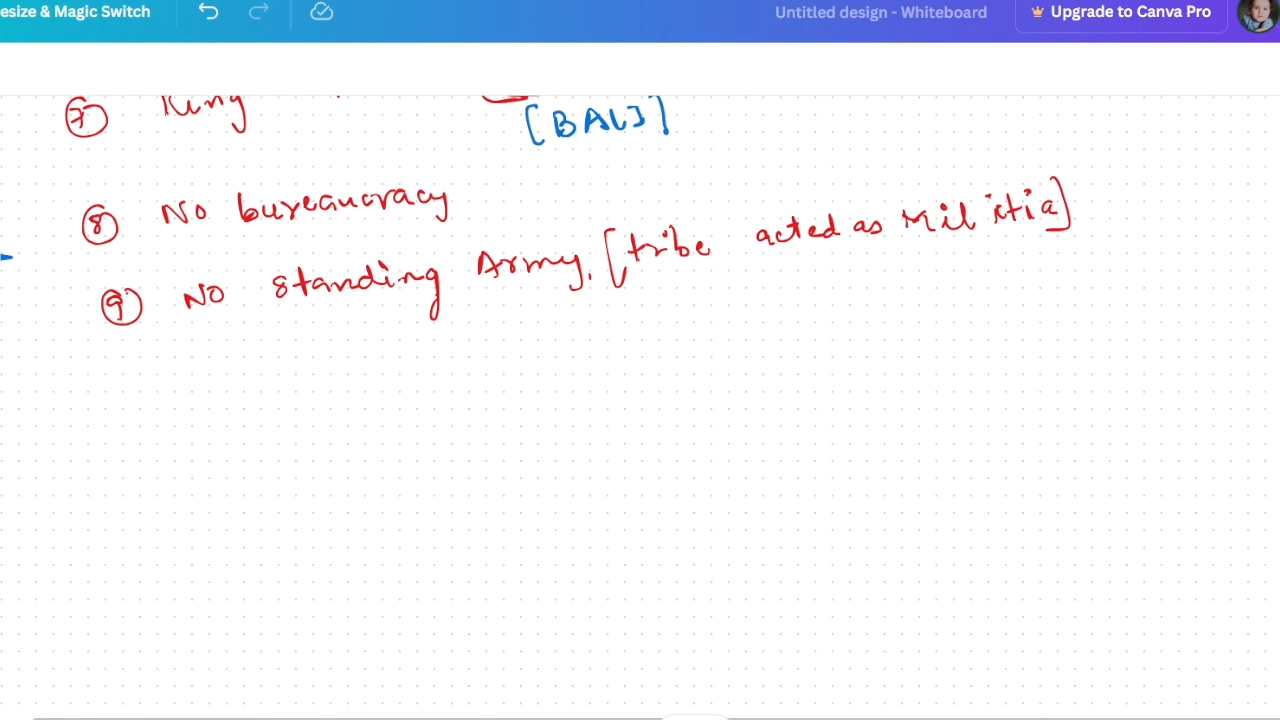 esize & Magic Switch
Untitled design - Whiteboard
Upgrade to Canva Pro
7 King
[BALI]
8 No bureaucracy
9 No standing Army. [tribe acted as Militia]